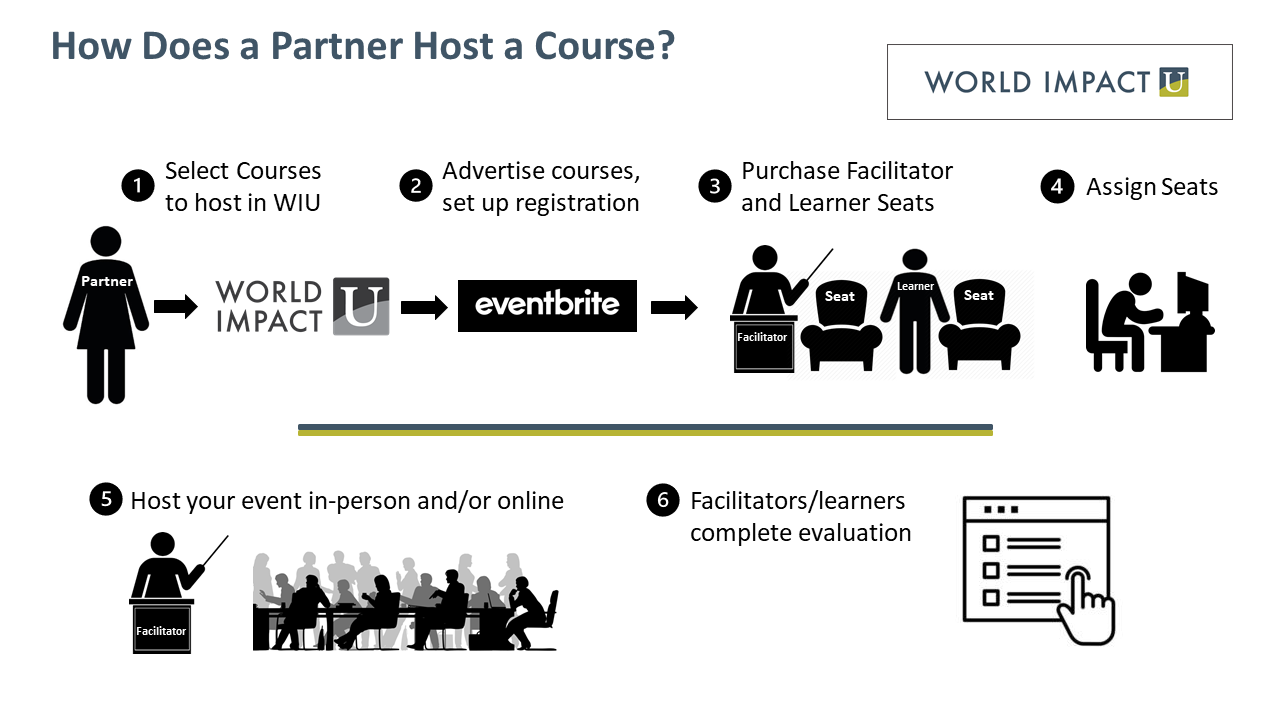 How Does a Partner Host a Course?
WORLD IMPACT U
1 Select Courses
to host in WIU
2 Advertise courses,
set up registration
3 Purchase Facilitator
and Learner Seats
4 Assign Seats
Partner
WORLD
IMPACT U
eventbrite
Facilitator
Seat
Learner
Seat
5 Host your event in-person and/or online
Facilitator
6 Facilitators/learners
complete evaluation